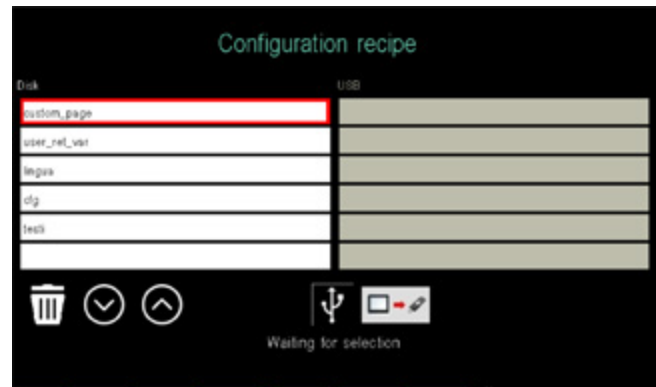 Configuration recipe
Disk USB
custom_page
user_ret_var
lingua
cfg
testi
Waiting for selection